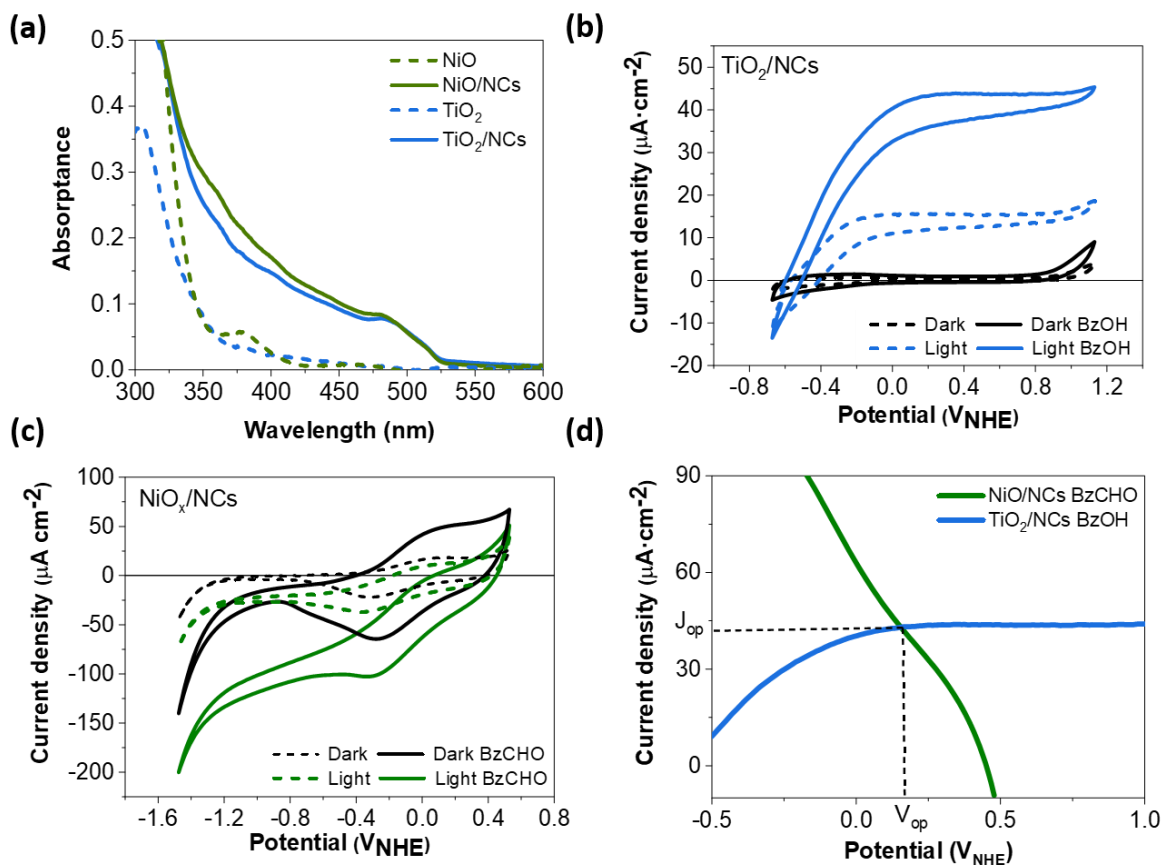 (a)
0.5
0.4
0.3
0.2
0.1
0.0
Absorptance
300 350 400 450 500 550 600
Wavelength (nm)
NiO
NiO/NCs
TiO2
TiO2/NCs
(b)
TiO2/NCs
50
40
30
20
10
0
-10
-20
Current density (μA·cm-2)
Dark Dark BzOH
Light Light BzOH
-0.8 -0.4 0.0 0.4 0.8 1.2
Potential (VNHE)
(c)
NiOx/NCs
100
50
0
-50
-100
-150
-200
Current density (μA cm-2)
Dark Dark BzCHO
Light Light BzCHO
-1.6 -1.2 -0.8 -0.4 0.0 0.4 0.8
Potential (VNHE)
(d)
90
60
30
0
Jop
Current density (μA·cm-2)
NiO/NCs BzCHO
TiO2/NCs BzOH
-0.5 0.0 0.5 1.0
Vop
Potential (VNHE)